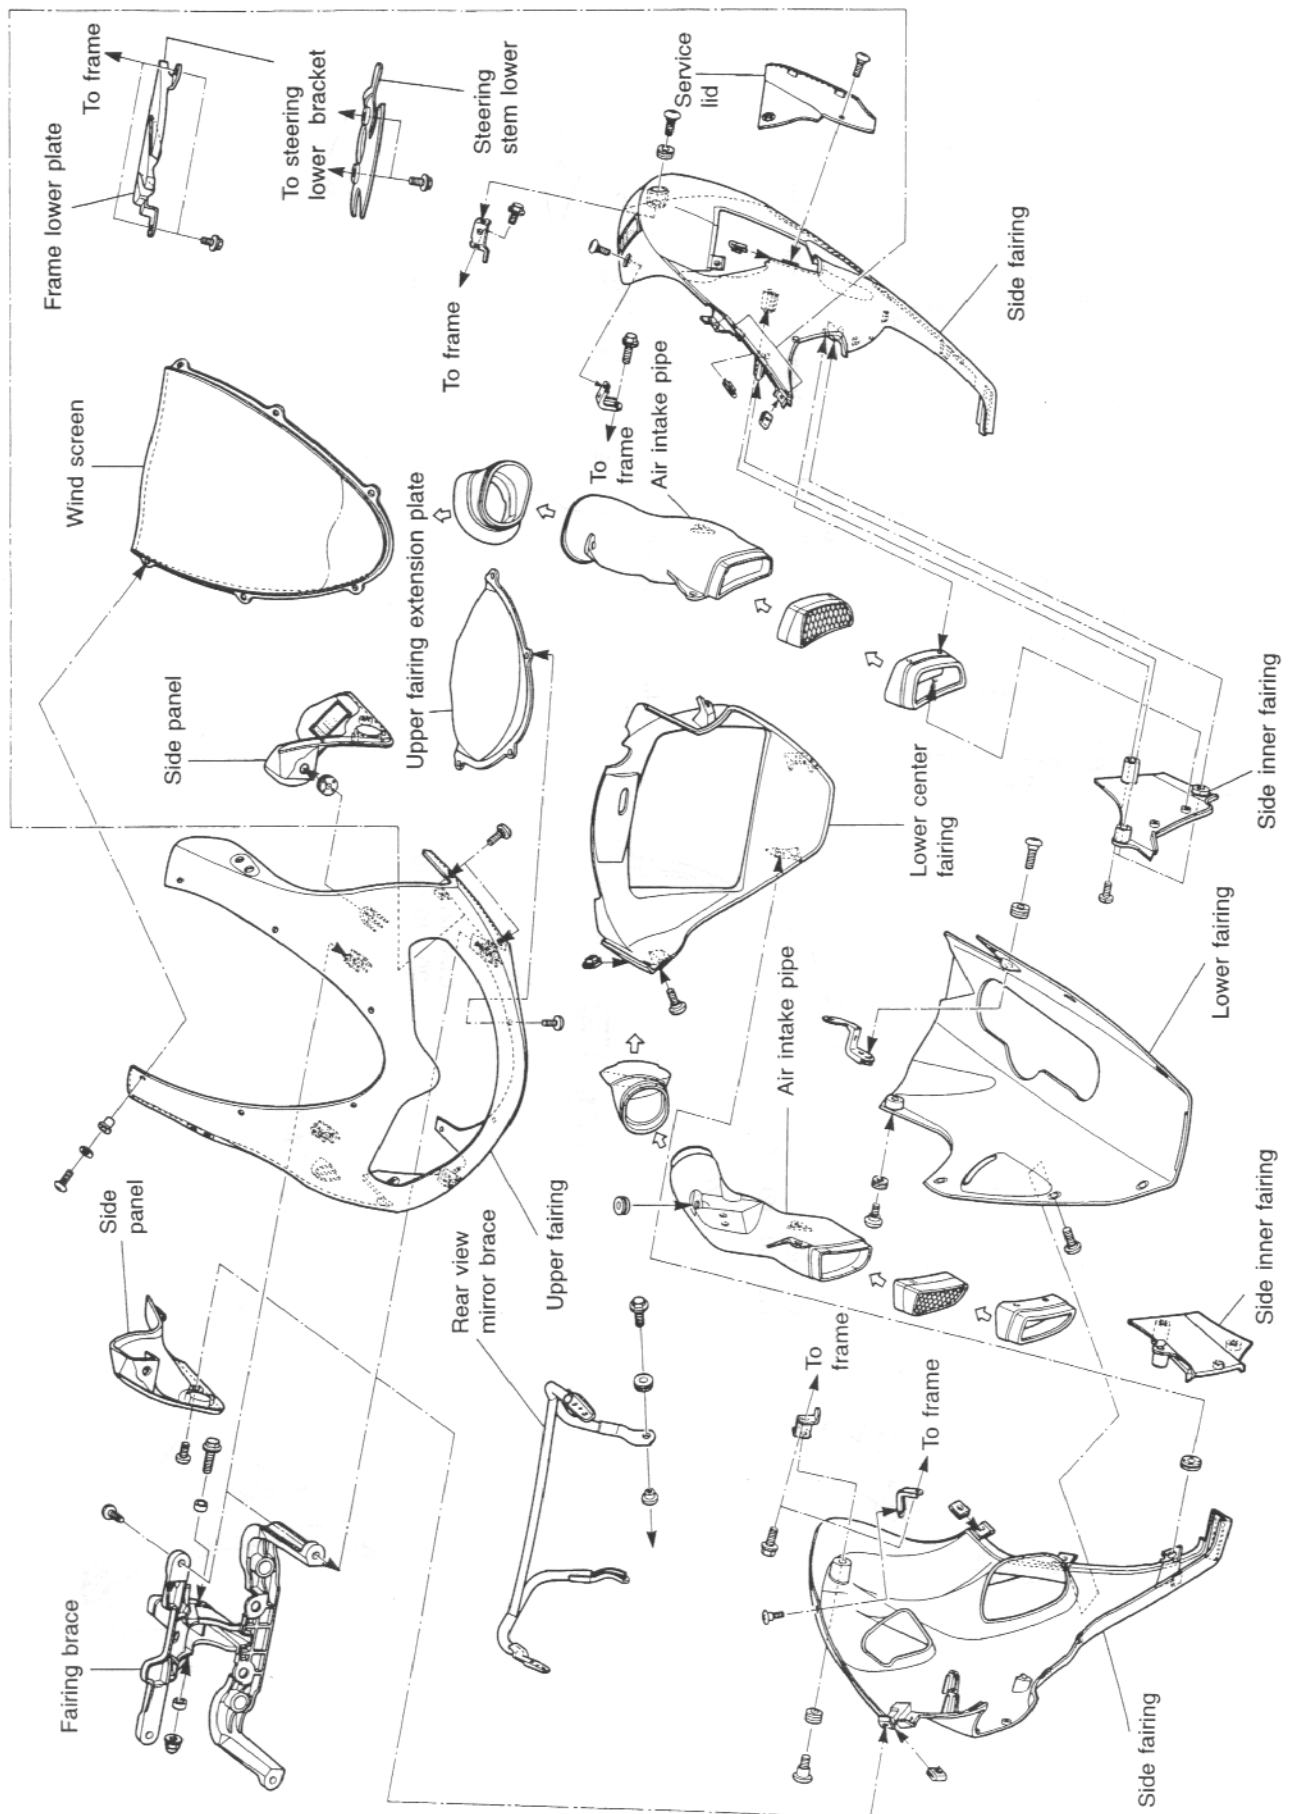 Frame lower plate
To frame
To steering
lower bracket
Steering
stem lower
Service
lid
Wind screen
To frame
To
frame
Air intake pipe
Side fairing
Side panel
Upper fairing extension plate
Lower center
fairing
Side inner fairing
Side
panel
Upper fairing
Rear view
mirror brace
Air intake pipe
Lower fairing
Fairing brace
To
frame
To frame
Side inner fairing
Side fairing